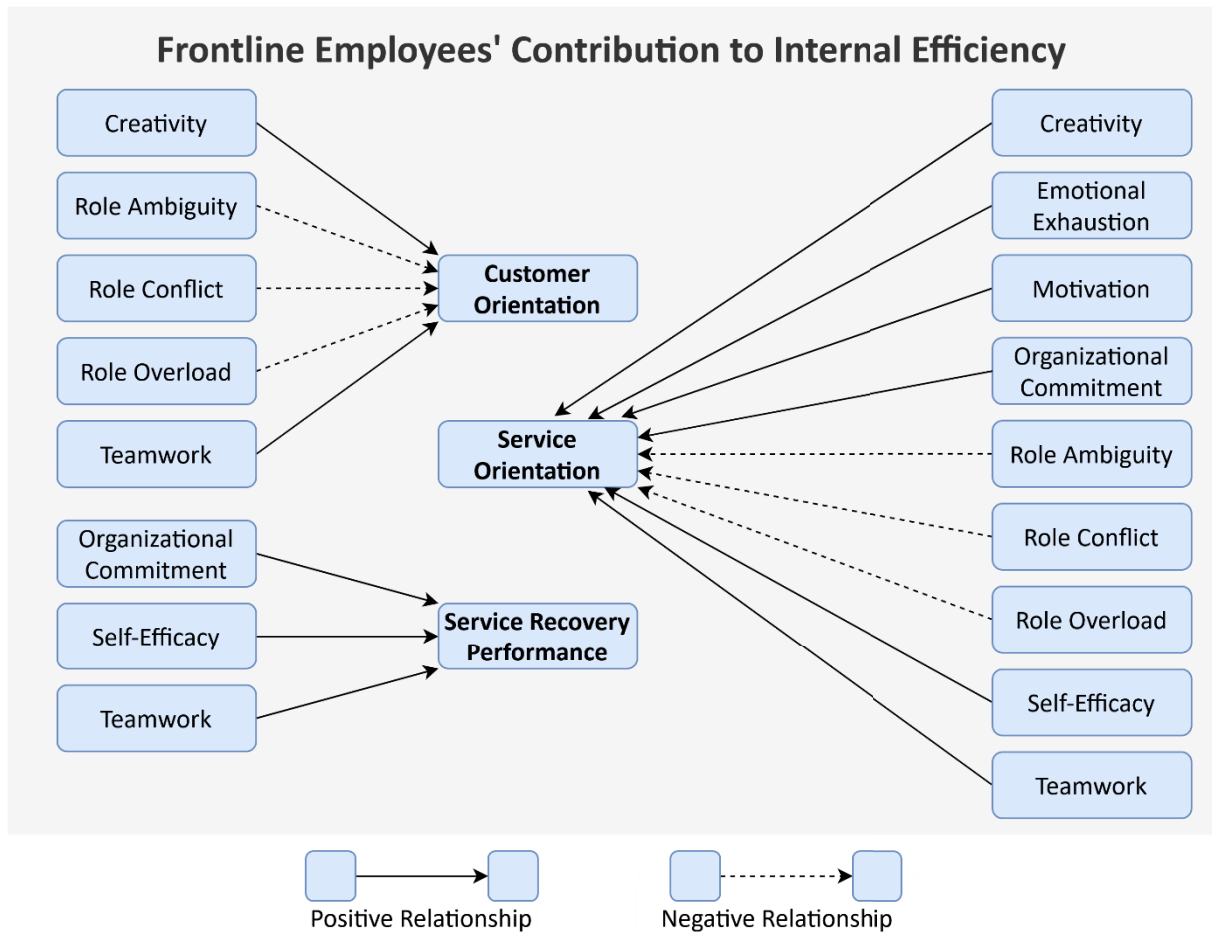 Frontline Employees' Contribution to Internal Efficiency
Creativity
Role Ambiguity
Role Conflict
Role Overload
Teamwork
Organizational
Commitment
Self-Efficacy
Teamwork
Customer
Orientation
Service
Orientation
Service Recovery
Performance
Creativity
Emotional
Exhaustion
Motivation
Organizational
Commitment
Role Ambiguity
Role Conflict
Role Overload
Self-Efficacy
Teamwork
Positive Relationship
Negative Relationship